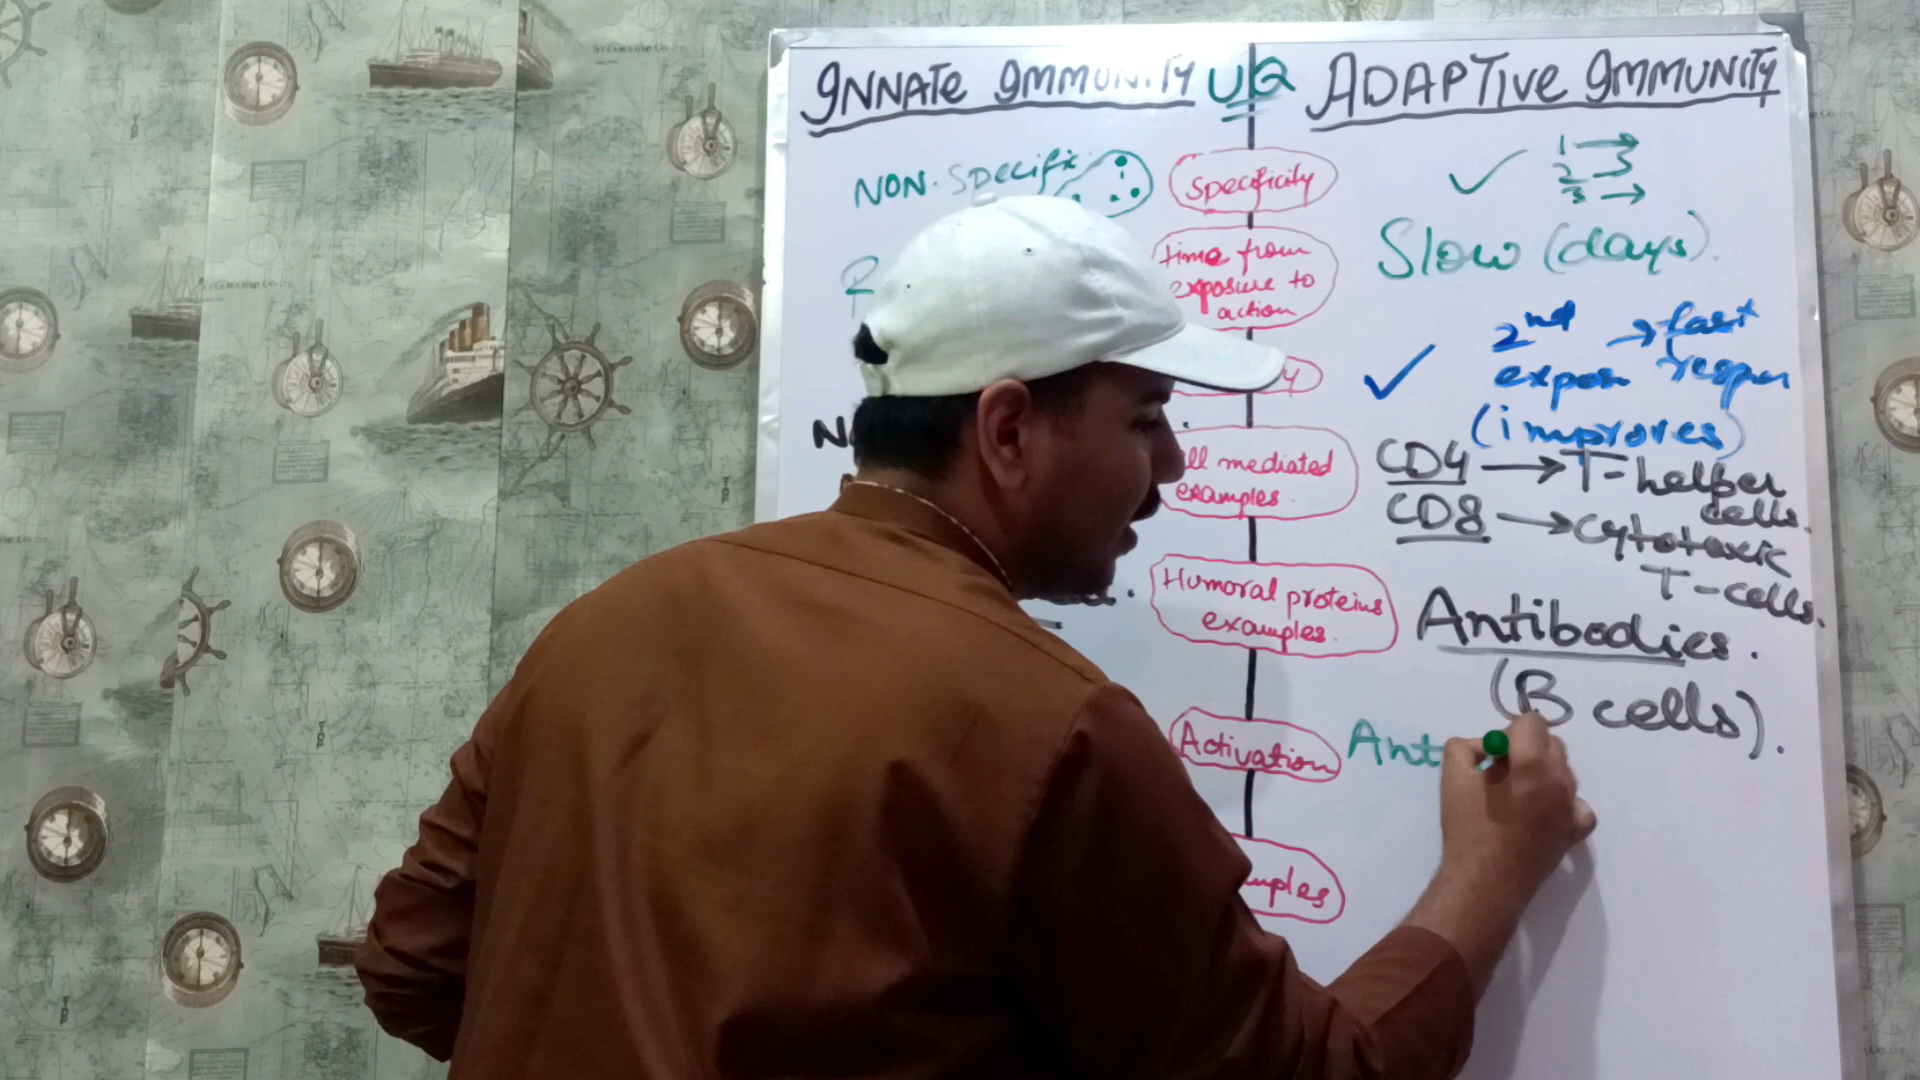 INNATE IMMUNITY
UQ
ADAPTIVE IMMUNITY
NON-Specific
Specificity
1 →
2 →
3 →
time from
exposure to
action
Slow (days).
2nd → fast
expos respon
(improves)
ll mediated
examples.
CD4 → T-helper
cells.
CD8 → cytotoxic
T-cells.
Humoral proteins
examples.
Antibodies.
(B cells).
Activation
Ant
mples